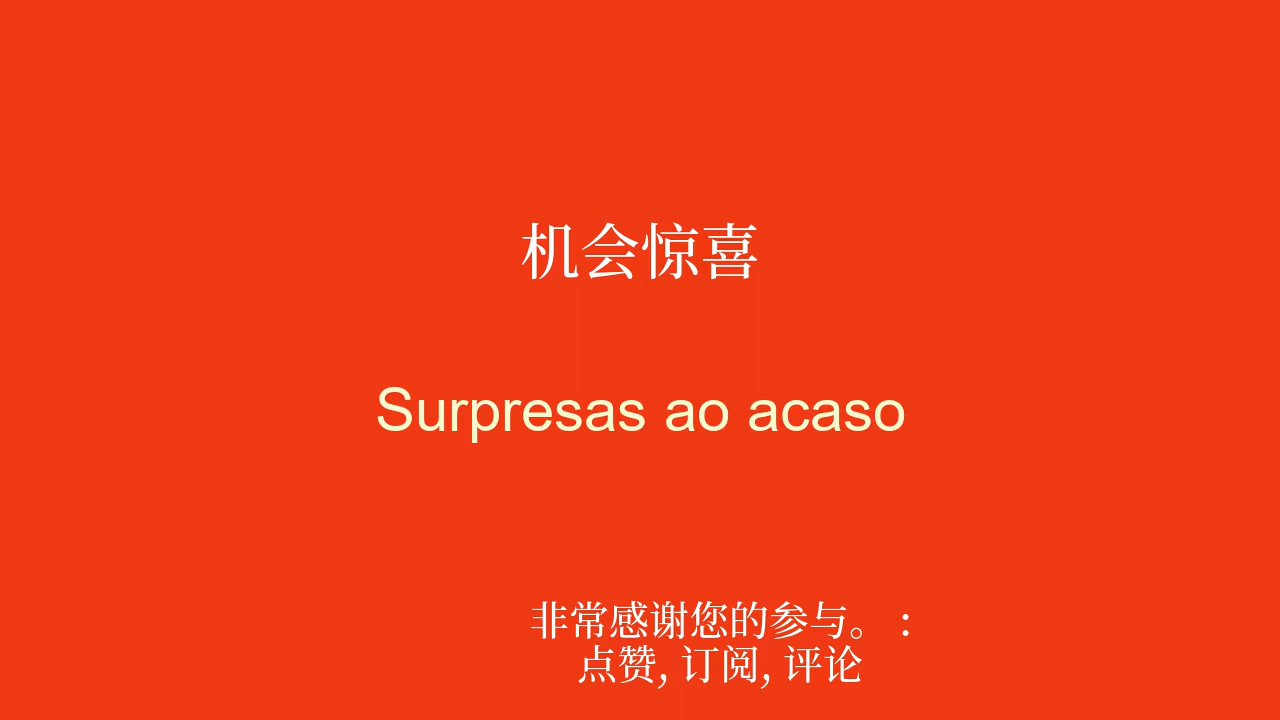 机会惊喜
Surpresas ao acaso
非常感谢您的参与。 :
点赞, 订阅, 评论